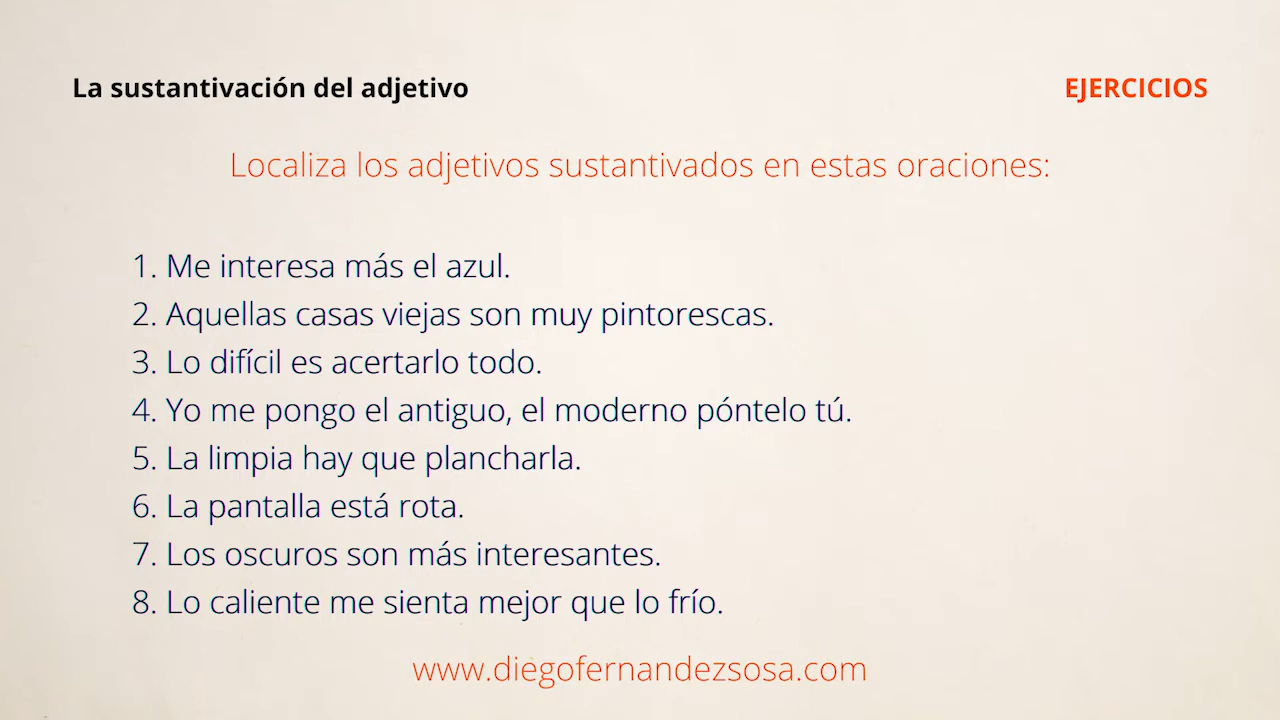 La sustantivación del adjetivo
EJERCICIOS
Localiza los adjetivos sustantivados en estas oraciones:
1. Me interesa más el azul.
2. Aquellas casas viejas son muy pintorescas.
3. Lo difícil es acertarlo todo.
4. Yo me pongo el antiguo, el moderno póntelo tú.
5. La limpia hay que plancharla.
6. La pantalla está rota.
7. Los oscuros son más interesantes.
8. Lo caliente me sienta mejor que lo frío.
www.diegofernandezsosa.com